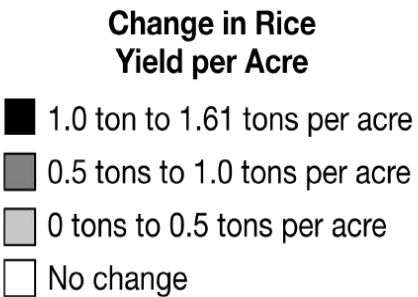 Change in Rice
Yield per Acre
1.0 ton to 1.61 tons per acre
0.5 tons to 1.0 tons per acre
0 tons to 0.5 tons per acre
No change